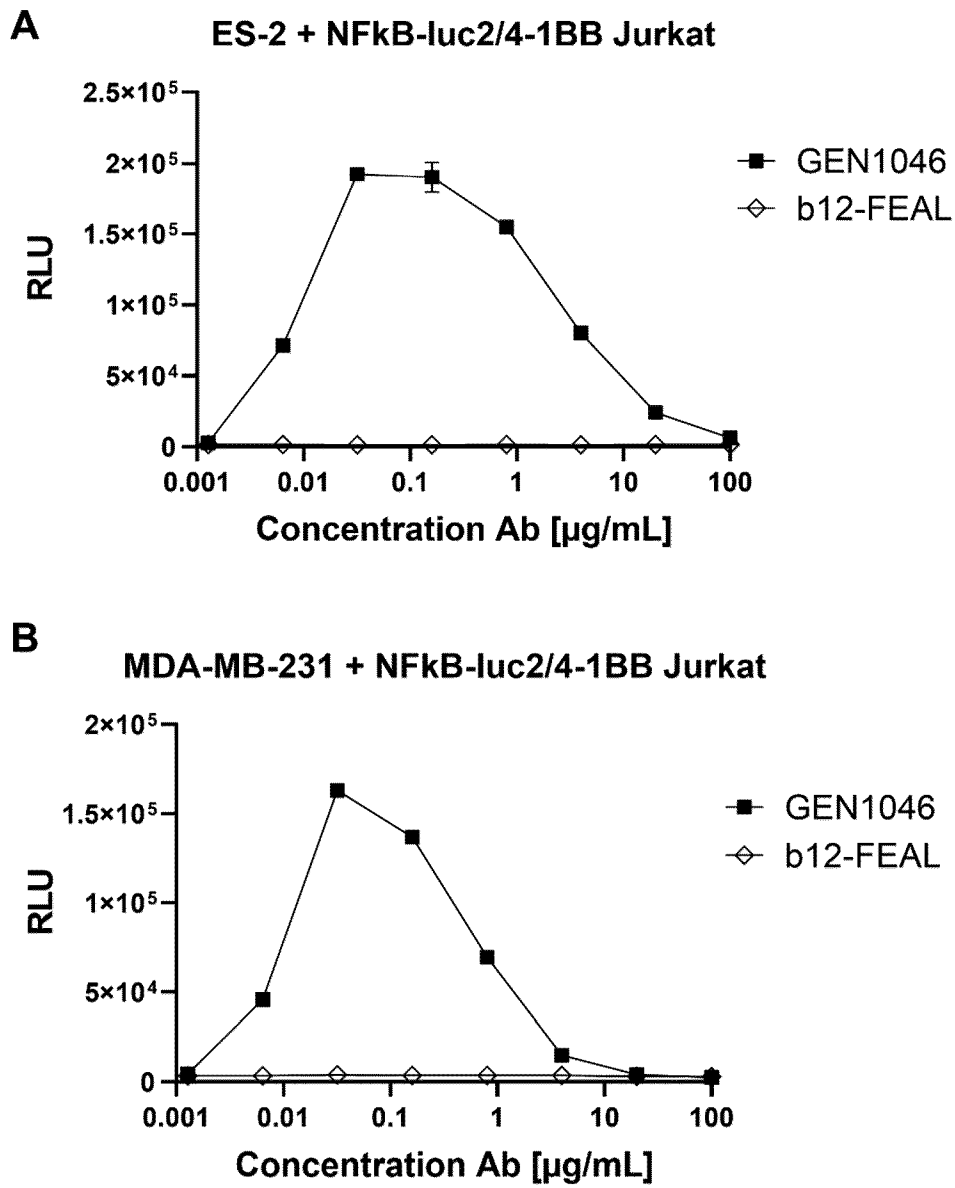 A
ES-2 + NFkB-luc2/4-1BB Jurkat
2.5×10⁵
2×10⁵
1.5×10⁵
1×10⁵
5×10⁴
0
RLU
0.001 0.01 0.1 1 10 100
Concentration Ab [µg/mL]
GEN1046
b12-FEAL
B
MDA-MB-231 + NFkB-luc2/4-1BB Jurkat
2×10⁵
1.5×10⁵
1×10⁵
5×10⁴
0
RLU
0.001 0.01 0.1 1 10 100
Concentration Ab [µg/mL]
GEN1046
b12-FEAL